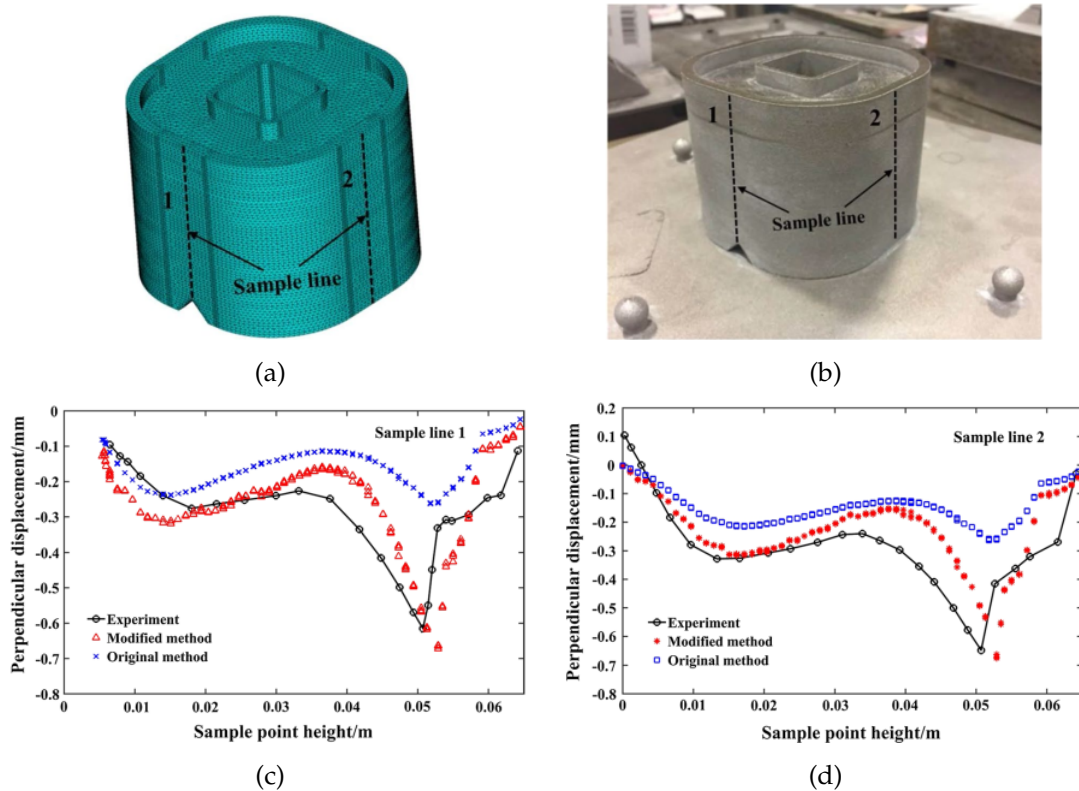 1
2
Sample line
(a)
1
2
Sample line
(b)
Perpendicular displacement/mm
0
-0.1
-0.2
-0.3
-0.4
-0.5
-0.6
-0.7
-0.8
Sample line 1
Experiment
Modified method
Original method
0 0.01 0.02 0.03 0.04 0.05 0.06
Sample point height/m
(c)
Perpendicular displacement/mm
0.2
0.1
0
-0.1
-0.2
-0.3
-0.4
-0.5
-0.6
-0.7
-0.8
Sample line 2
Experiment
Modified method
Original method
0 0.01 0.02 0.03 0.04 0.05 0.06
Sample point height/m
(d)